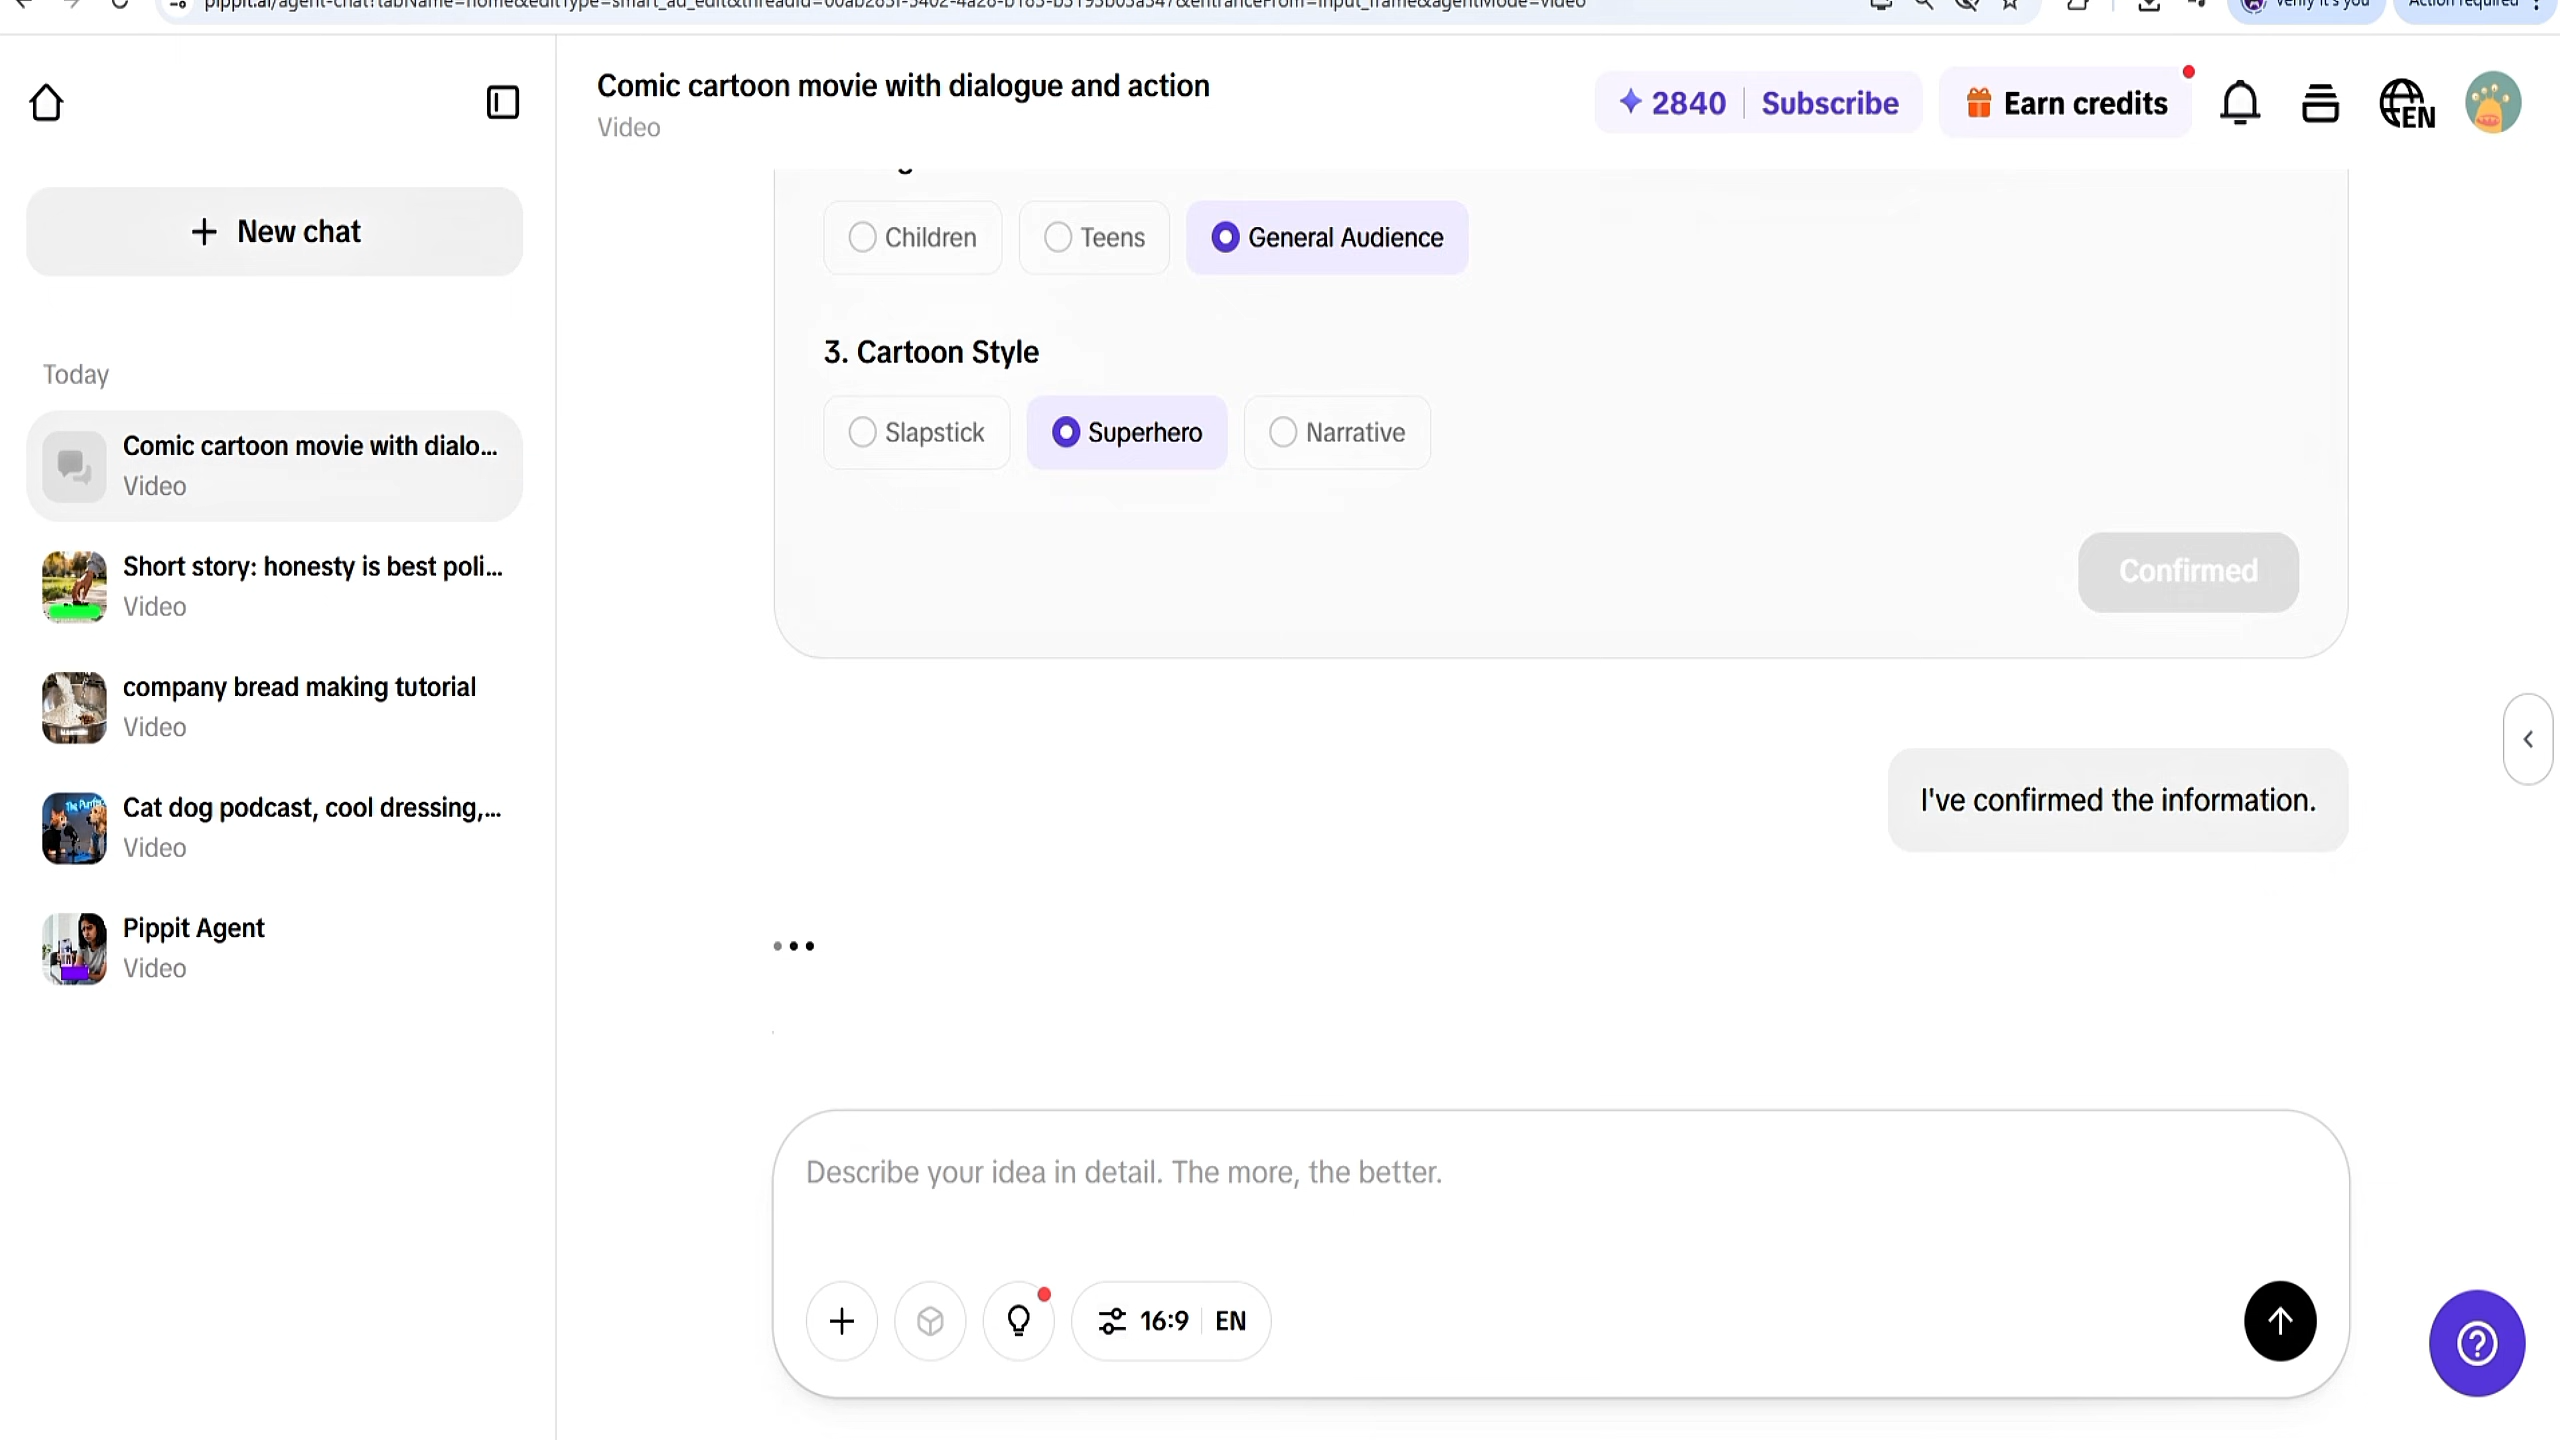 Comic cartoon movie with dialogue and action
Video
2840 Subscribe
Earn credits
EN
New chat
Today
Comic cartoon movie with dialo...
Video
Short story: honesty is best poli...
Video
company bread making tutorial
Video
Cat dog podcast, cool dressing,...
Video
Pippit Agent
Video
Children
Teens
General Audience
3. Cartoon Style
Slapstick
Superhero
Narrative
Confirmed
I've confirmed the information.
Describe your idea in detail. The more, the better.
16:9 EN